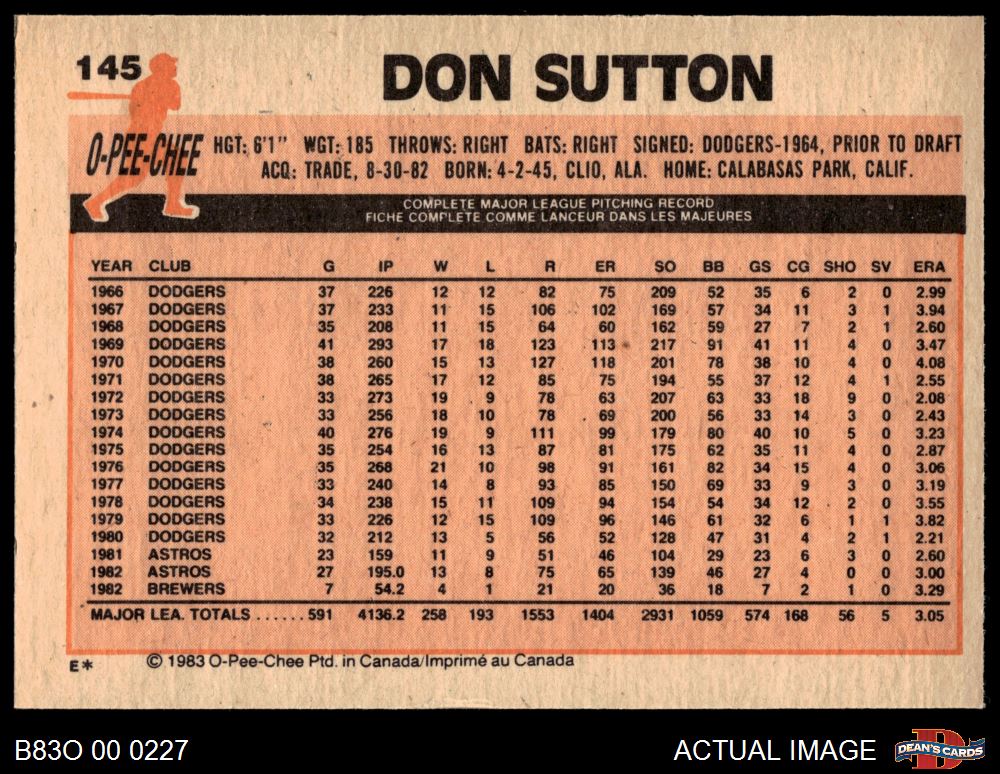 145
DON SUTTON
O-PEE-CHEE
HGT: 6'1" WGT: 185 THROWS: RIGHT BATS: RIGHT SIGNED: DODGERS-1964, PRIOR TO DRAFT
ACQ: TRADE, 8-30-82 BORN: 4-2-45, CLIO, ALA. HOME: CALABASAS PARK, CALIF.
COMPLETE MAJOR LEAGUE PITCHING RECORD
FICHE COMPLETE COMME LANCEUR DANS LES MAJEURES
YEAR CLUB G IP W L R ER SO BB GS CG SHO SV ERA
1966 DODGERS 37 226 12 12 82 75 209 52 35 6 2 0 2.99
1967 DODGERS 37 233 11 15 106 102 169 57 34 11 3 1 3.94
1968 DODGERS 35 208 11 15 64 60 162 59 27 7 2 1 2.60
1969 DODGERS 41 293 17 18 123 113 217 91 41 11 4 0 3.47
1970 DODGERS 38 260 15 13 127 118 201 78 38 10 4 0 4.08
1971 DODGERS 38 265 17 12 85 75 194 55 37 12 4 1 2.55
1972 DODGERS 33 273 19 9 78 63 207 63 33 18 9 0 2.08
1973 DODGERS 33 256 18 10 78 69 200 56 33 14 3 0 2.43
1974 DODGERS 40 276 19 9 111 99 179 80 40 10 5 0 3.23
1975 DODGERS 35 254 16 13 87 81 175 62 35 11 4 0 2.87
1976 DODGERS 35 268 21 10 98 91 161 82 34 15 4 0 3.06
1977 DODGERS 33 240 14 8 93 85 150 69 33 9 3 0 3.19
1978 DODGERS 34 238 15 11 109 94 154 54 34 12 2 0 3.55
1979 DODGERS 33 226 12 15 109 96 146 61 32 6 1 1 3.82
1980 DODGERS 32 212 13 5 56 52 128 47 31 4 2 1 2.21
1981 ASTROS 23 159 11 9 51 46 104 29 23 6 3 0 2.60
1982 ASTROS 27 195.0 13 8 75 65 139 46 27 4 0 0 3.00
1982 BREWERS 7 54.2 4 1 21 20 36 18 7 2 1 0 3.29
MAJOR LEA. TOTALS ...... 591 4136.2 258 193 1553 1404 2931 1059 574 168 56 5 3.05
E* © 1983 O-Pee-Chee Ptd. in Canada/Imprimé au Canada
B83O 00 0227 ACTUAL IMAGE
D
DEAN'S CARDS